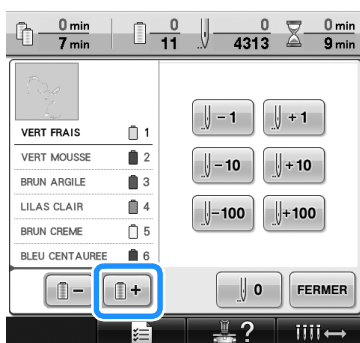 0 min 0 0 0 min
7 min 11 4313 9 min
VERT FRAIS 1
VERT MOUSSE 2
BRUN ARGILE 3
LILAS CLAIR 4
BRUN CREME 5
BLEU CENTAUREE 6
-1 +1
-10 +10
-100 +100
- + 0 FERMER
?